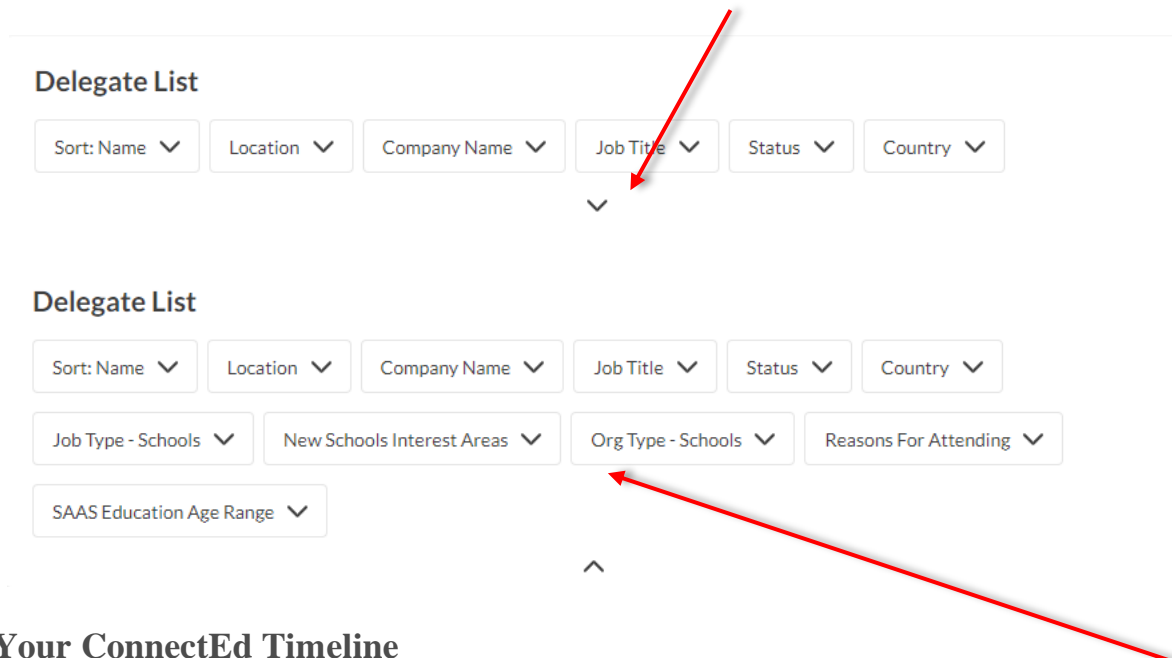 Delegate List
Sort: Name Location Company Name Job Title Status Country
Delegate List
Sort: Name Location Company Name Job Title Status Country
Job Type - Schools New Schools Interest Areas Org Type - Schools Reasons For Attending
SAAS Education Age Range
Your ConnectEd Timeline